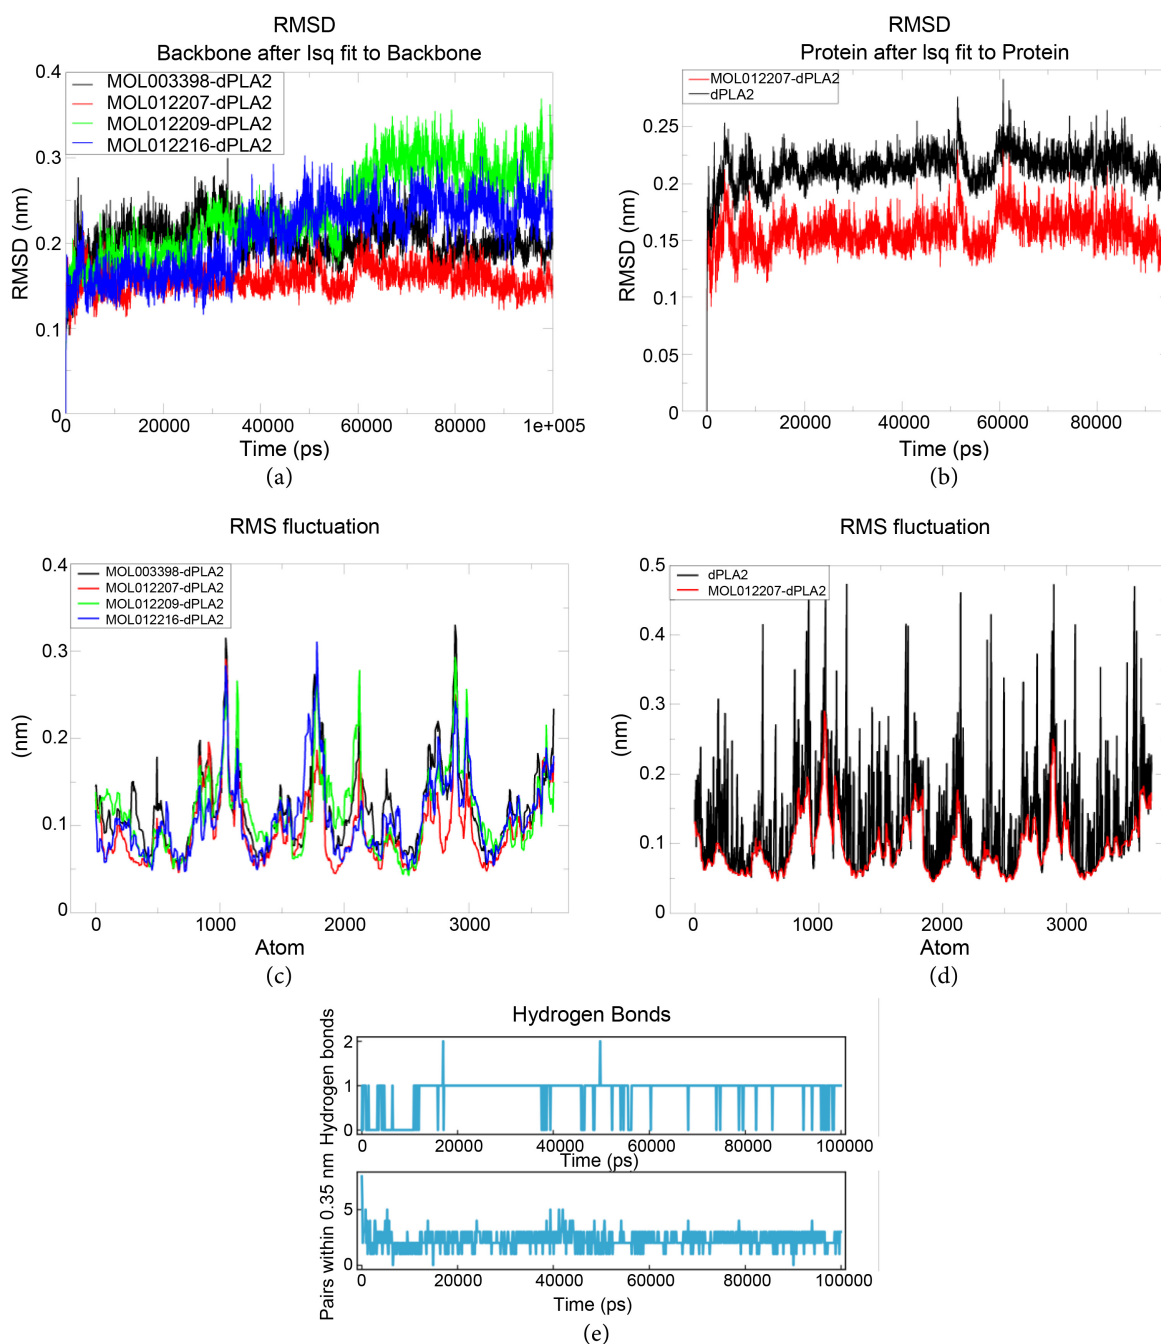 RMSD
Backbone after Isq fit to Backbone
MOL003398-dPLA2
MOL012207-dPLA2
MOL012209-dPLA2
MOL012216-dPLA2
0.4
0.3
0.2
0.1
0
RMSD (nm)
0 20000 40000 60000 80000 1e+005
Time (ps)
(a)
RMSD
Protein after Isq fit to Protein
MOL012207-dPLA2
dPLA2
0.25
0.2
0.15
0.1
0.05
0
RMSD (nm)
0 20000 40000 60000 80000
Time (ps)
(b)
RMS fluctuation
MOL003398-dPLA2
MOL012207-dPLA2
MOL012209-dPLA2
MOL012216-dPLA2
0.4
0.3
0.2
0.1
0
(nm)
0 1000 2000 3000
Atom
(c)
RMS fluctuation
dPLA2
MOL012207-dPLA2
0.5
0.4
0.3
0.2
0.1
0
(nm)
0 1000 2000 3000
Atom
(d)
Hydrogen Bonds
Hydrogen bonds
2
1
0
0 20000 40000 60000 80000 100000
Time (ps)
Pairs within 0.35 nm
5
0
0 20000 40000 60000 80000 100000
Time (ps)
(e)